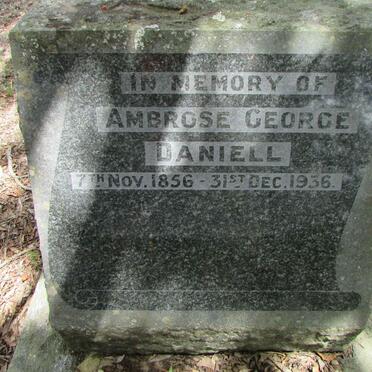 IN MEMORY OF
AMBROSE GEORGE
DANIELL
7TH NOV. 1856 - 31ST DEC. 1936.